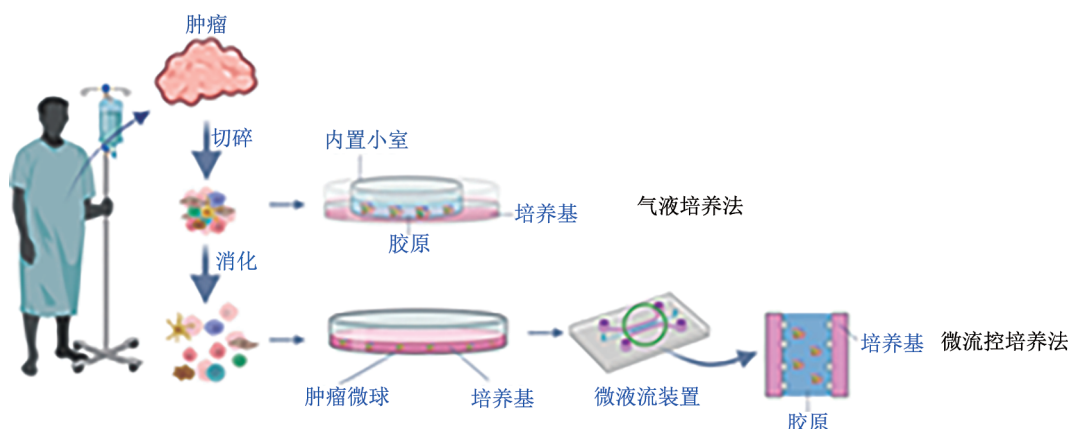 肿瘤
切碎
内置小室
培养基
气液培养法
胶原
消化
肿瘤微球
培养基
微液流装置
培养基
微流控培养法
胶原